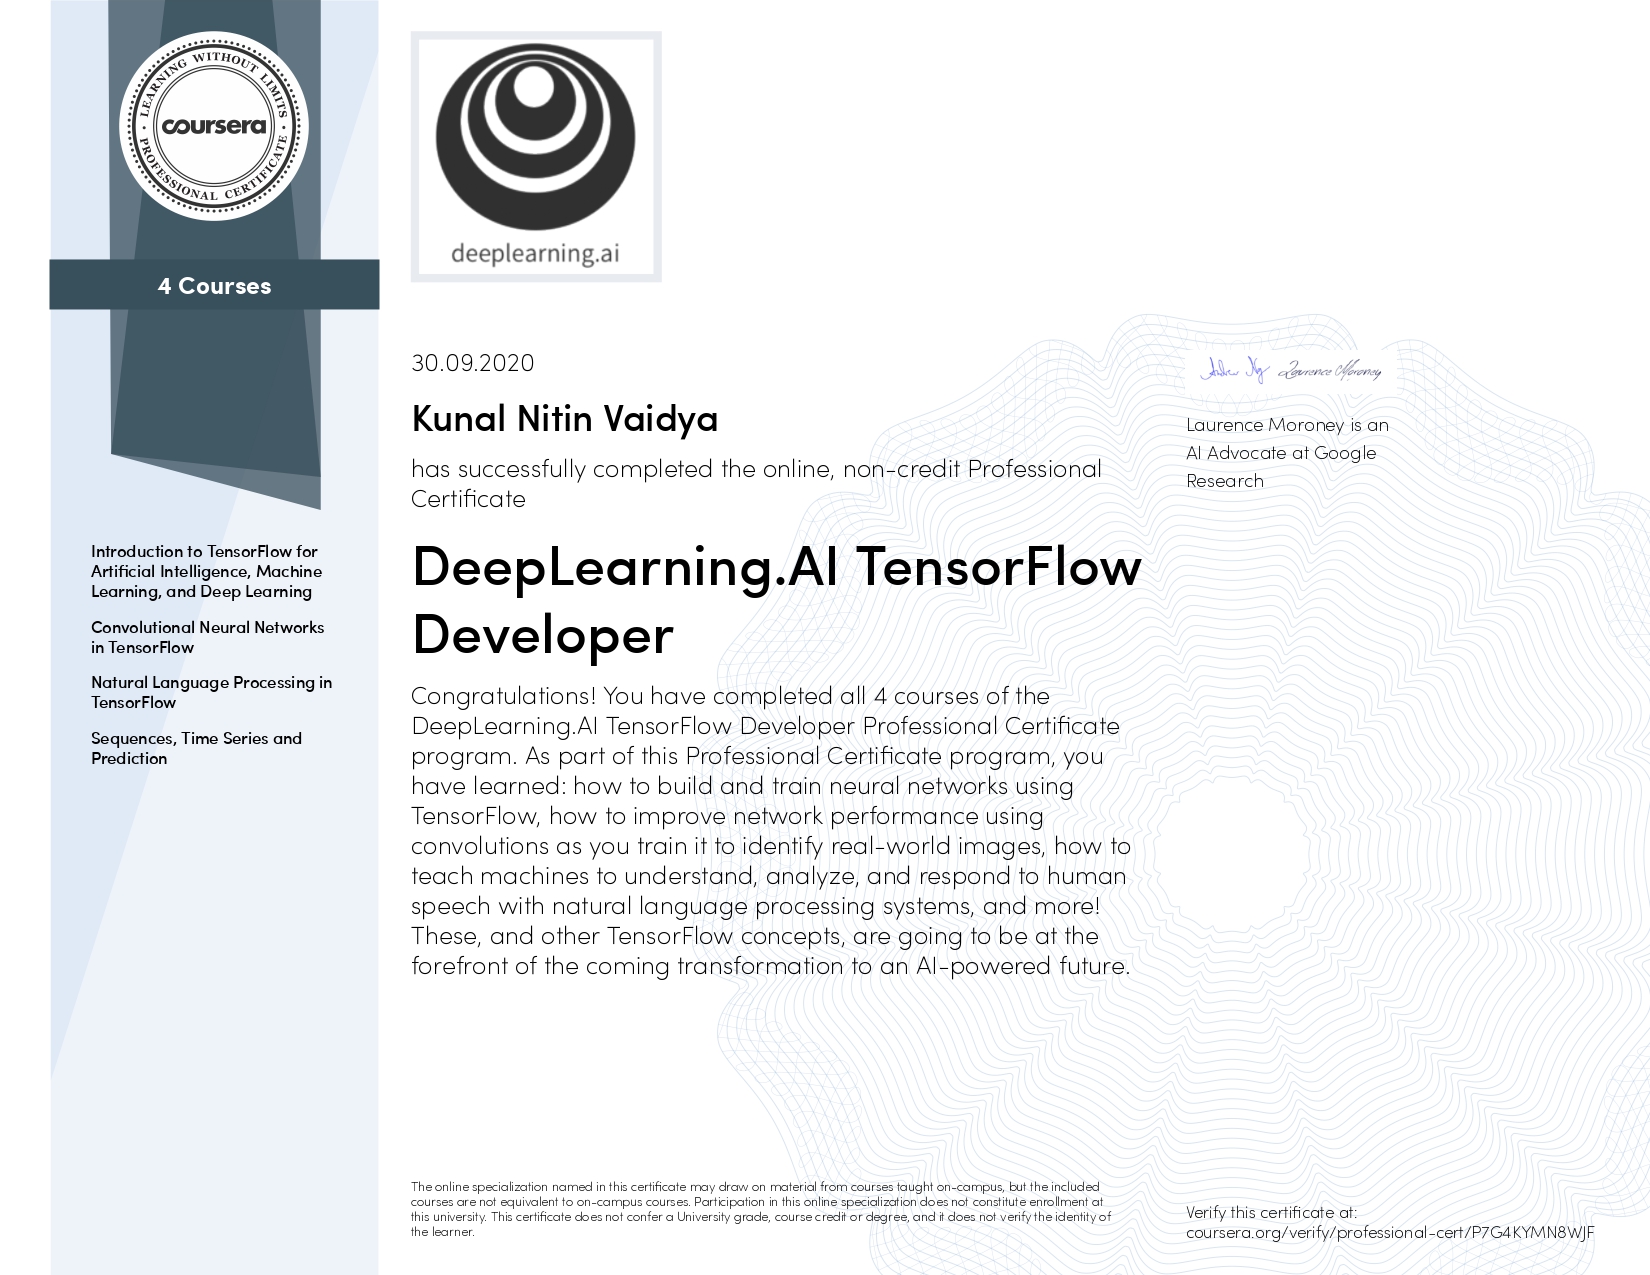 LEARNING WITHOUT LIMITS
coursera
PROFESSIONAL CERTIFICATE
4 Courses
Introduction to TensorFlow for
Artificial Intelligence, Machine
Learning, and Deep Learning
Convolutional Neural Networks
in TensorFlow
Natural Language Processing in
TensorFlow
Sequences, Time Series and
Prediction
deeplearning.ai
30.09.2020
Kunal Nitin Vaidya
has successfully completed the online, non-credit Professional
Certificate
DeepLearning.AI TensorFlow
Developer
Congratulations! You have completed all 4 courses of the
DeepLearning.AI TensorFlow Developer Professional Certificate
program. As part of this Professional Certificate program, you
have learned: how to build and train neural networks using
TensorFlow, how to improve network performance using
convolutions as you train it to identify real-world images, how to
teach machines to understand, analyze, and respond to human
speech with natural language processing systems, and more!
These, and other TensorFlow concepts, are going to be at the
forefront of the coming transformation to an AI-powered future.
The online specialization named in this certificate may draw on material from courses taught on-campus, but the included
courses are not equivalent to on-campus courses. Participation in this online specialization does not constitute enrollment at
this university. This certificate does not confer a University grade, course credit or degree, and it does not verify the identity of
the learner.
Andrew Ng Laurence Moroney
Laurence Moroney is an
AI Advocate at Google
Research
Verify this certificate at:
coursera.org/verify/professional-cert/P7G4KYMN8WJF